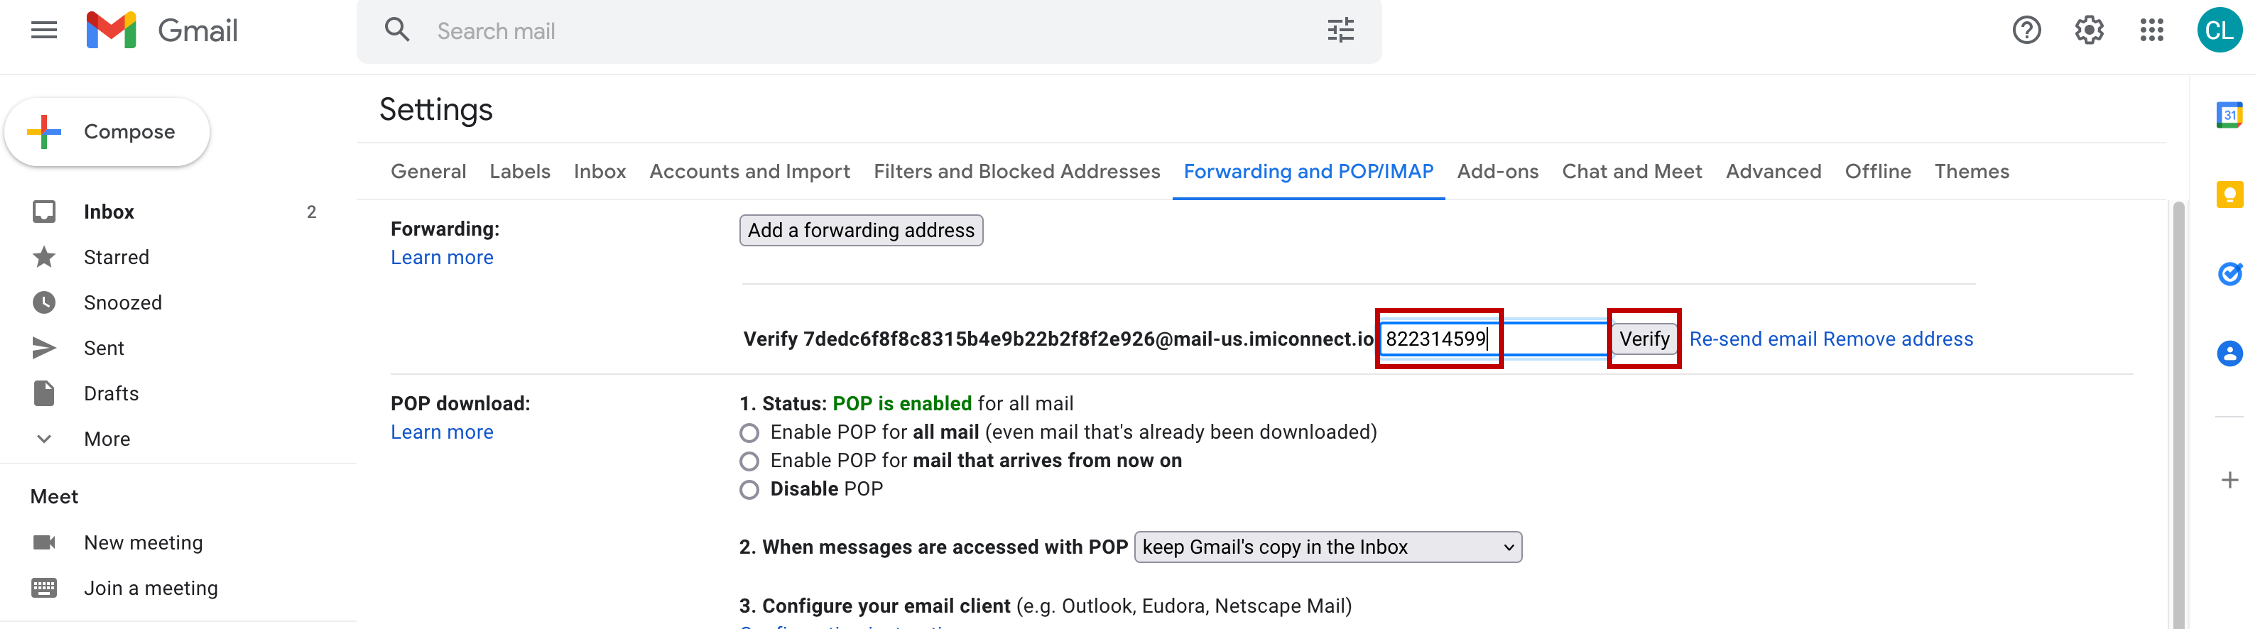 Gmail
Search mail
CL
Compose
Inbox 2
Starred
Snoozed
Sent
Drafts
More
Meet
New meeting
Join a meeting
Settings
General Labels Inbox Accounts and Import Filters and Blocked Addresses Forwarding and POP/IMAP Add-ons Chat and Meet Advanced Offline Themes
Forwarding:
Learn more
Add a forwarding address
Verify 7dedc6f8f8c8315b4e9b22b2f8f2e926@mail-us.imiconnect.io 822314599 Verify Re-send email Remove address
POP download:
Learn more
1. Status: POP is enabled for all mail
Enable POP for all mail (even mail that's already been downloaded)
Enable POP for mail that arrives from now on
Disable POP
2. When messages are accessed with POP keep Gmail's copy in the Inbox
3. Configure your email client (e.g. Outlook, Eudora, Netscape Mail)
31